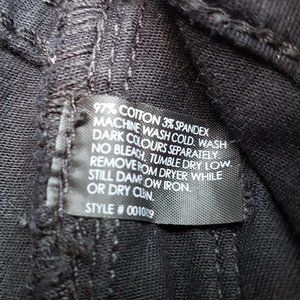 97% COTTON 3% SPANDEX
MACHINE WASH COLD. WASH
DARK COLOURS SEPARATELY.
NO BLEACH. TUMBLE DRY LOW.
REMOVE FROM DRYER WHILE
STILL DAMP. LOW IRON.
OR DRY CLEAN.
STYLE #